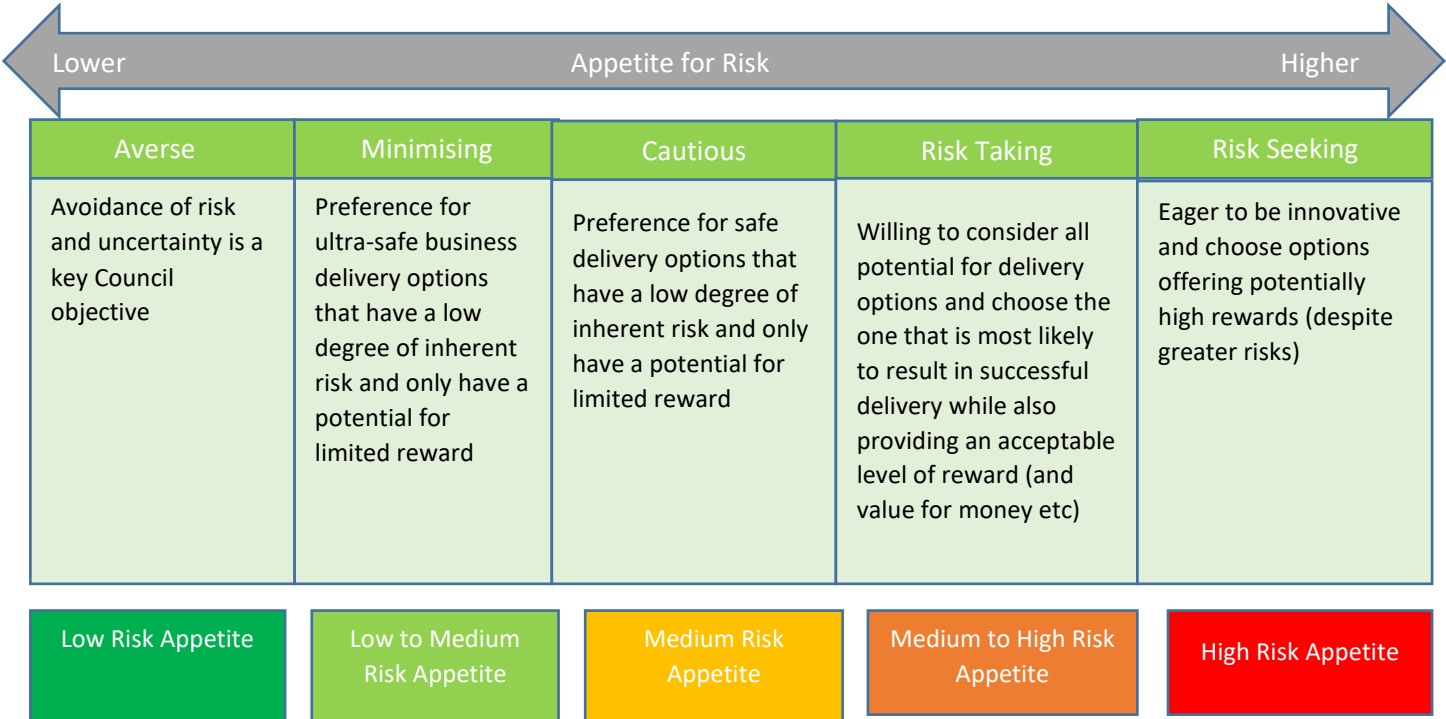 Lower Appetite for Risk Higher
Averse
Minimising
Cautious
Risk Taking
Risk Seeking
Avoidance of risk
and uncertainty is a
key Council
objective
Preference for
ultra-safe business
delivery options
that have a low
degree of inherent
risk and only have a
potential for
limited reward
Preference for safe
delivery options that
have a low degree of
inherent risk and only
have a potential for
limited reward
Willing to consider all
potential for delivery
options and choose the
one that is most likely
to result in successful
delivery while also
providing an acceptable
level of reward (and
value for money etc)
Eager to be innovative
and choose options
offering potentially
high rewards (despite
greater risks)
Low Risk Appetite
Low to Medium
Risk Appetite
Medium Risk
Appetite
Medium to High Risk
Appetite
High Risk Appetite